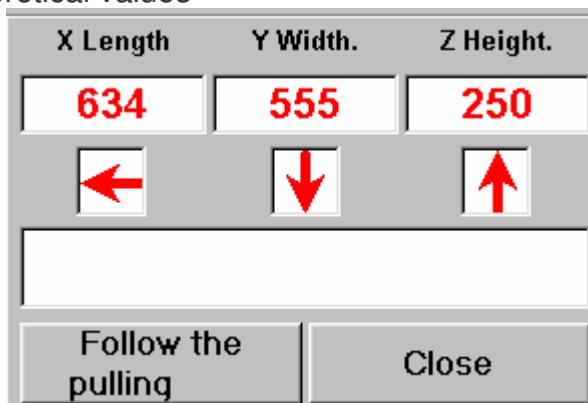 X Length Y Width. Z Height.
634 555 250
Follow the
pulling
Close